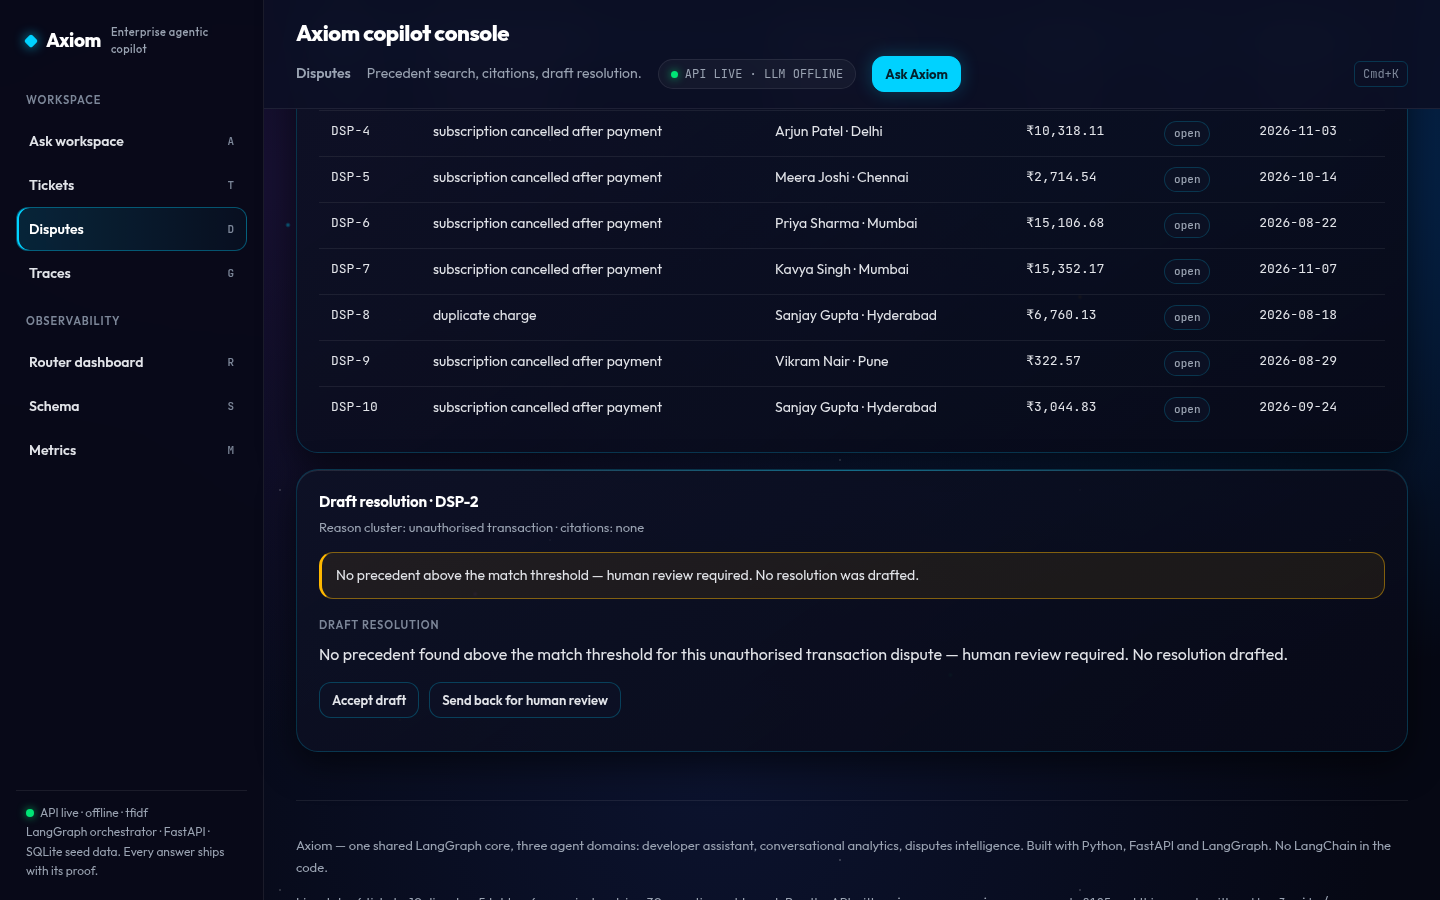 Axiom
Enterprise agentic
copilot
WORKSPACE
Ask workspace A
Tickets T
Disputes D
Traces G
OBSERVABILITY
Router dashboard R
Schema S
Metrics M
API live · offline · tfidf
LangGraph orchestrator · FastAPI ·
SQLite seed data. Every answer ships
with its proof.
Axiom copilot console
Disputes Precedent search, citations, draft resolution. API LIVE · LLM OFFLINE Ask Axiom Cmd+K
DSP-4 subscription cancelled after payment Arjun Patel · Delhi ₹10,318.11 open 2026-11-03
DSP-5 subscription cancelled after payment Meera Joshi · Chennai ₹2,714.54 open 2026-10-14
DSP-6 subscription cancelled after payment Priya Sharma · Mumbai ₹15,106.68 open 2026-08-22
DSP-7 subscription cancelled after payment Kavya Singh · Mumbai ₹15,352.17 open 2026-11-07
DSP-8 duplicate charge Sanjay Gupta · Hyderabad ₹6,760.13 open 2026-08-18
DSP-9 subscription cancelled after payment Vikram Nair · Pune ₹322.57 open 2026-08-29
DSP-10 subscription cancelled after payment Sanjay Gupta · Hyderabad ₹3,044.83 open 2026-09-24
Draft resolution · DSP-2
Reason cluster: unauthorised transaction · citations: none
No precedent above the match threshold — human review required. No resolution was drafted.
DRAFT RESOLUTION
No precedent found above the match threshold for this unauthorised transaction dispute — human review required. No resolution drafted.
Accept draft Send back for human review
Axiom — one shared LangGraph core, three agent domains: developer assistant, conversational analytics, disputes intelligence. Built with Python, FastAPI and LangGraph. No LangChain in the
code.